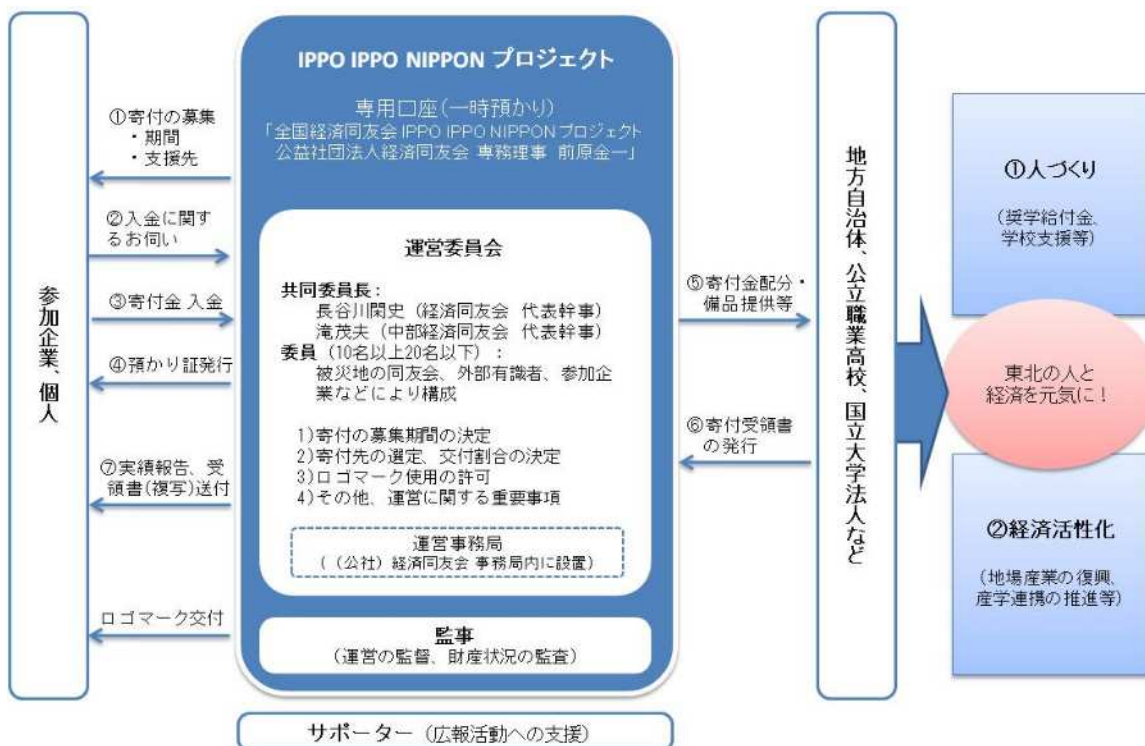 参加企業、個人
①寄付の募集
・期間
・支援先
②入金に関す
るお伺い
③寄付金 入金
④預かり証発行
⑦実績報告、受
領書(複写)送付
ロゴマーク交付
IPPO IPPO NIPPON プロジェクト
専用口座(一時預かり)
「全国経済同友会 IPPO IPPO NIPPON プロジェクト
公益社団法人経済同友会 専務理事 前原金一」
運営委員会
共同委員長:
長谷川閑史(経済同友会 代表幹事)
滝茂夫(中部経済同友会 代表幹事)
委員(10名以上20名以下):
被災地の同友会、外部有識者、参加企
業などにより構成
1)寄付の募集期間の決定
2)寄付先の選定、交付割合の決定
3)ロゴマーク使用の許可
4)その他、運営に関する重要事項
運営事務局
((公社)経済同友会 事務局内に設置)
監事
(運営の監督、財産状況の監査)
サポーター(広報活動への支援)
⑤寄付金配分・
備品提供等
⑥寄付受領書
の発行
地方自治体、公立職業高校、国立大学法人など
①人づくり
(奨学給付金、
学校支援等)
東北の人と
経済を元気に!
②経済活性化
(地場産業の復興、
産学連携の推進等)